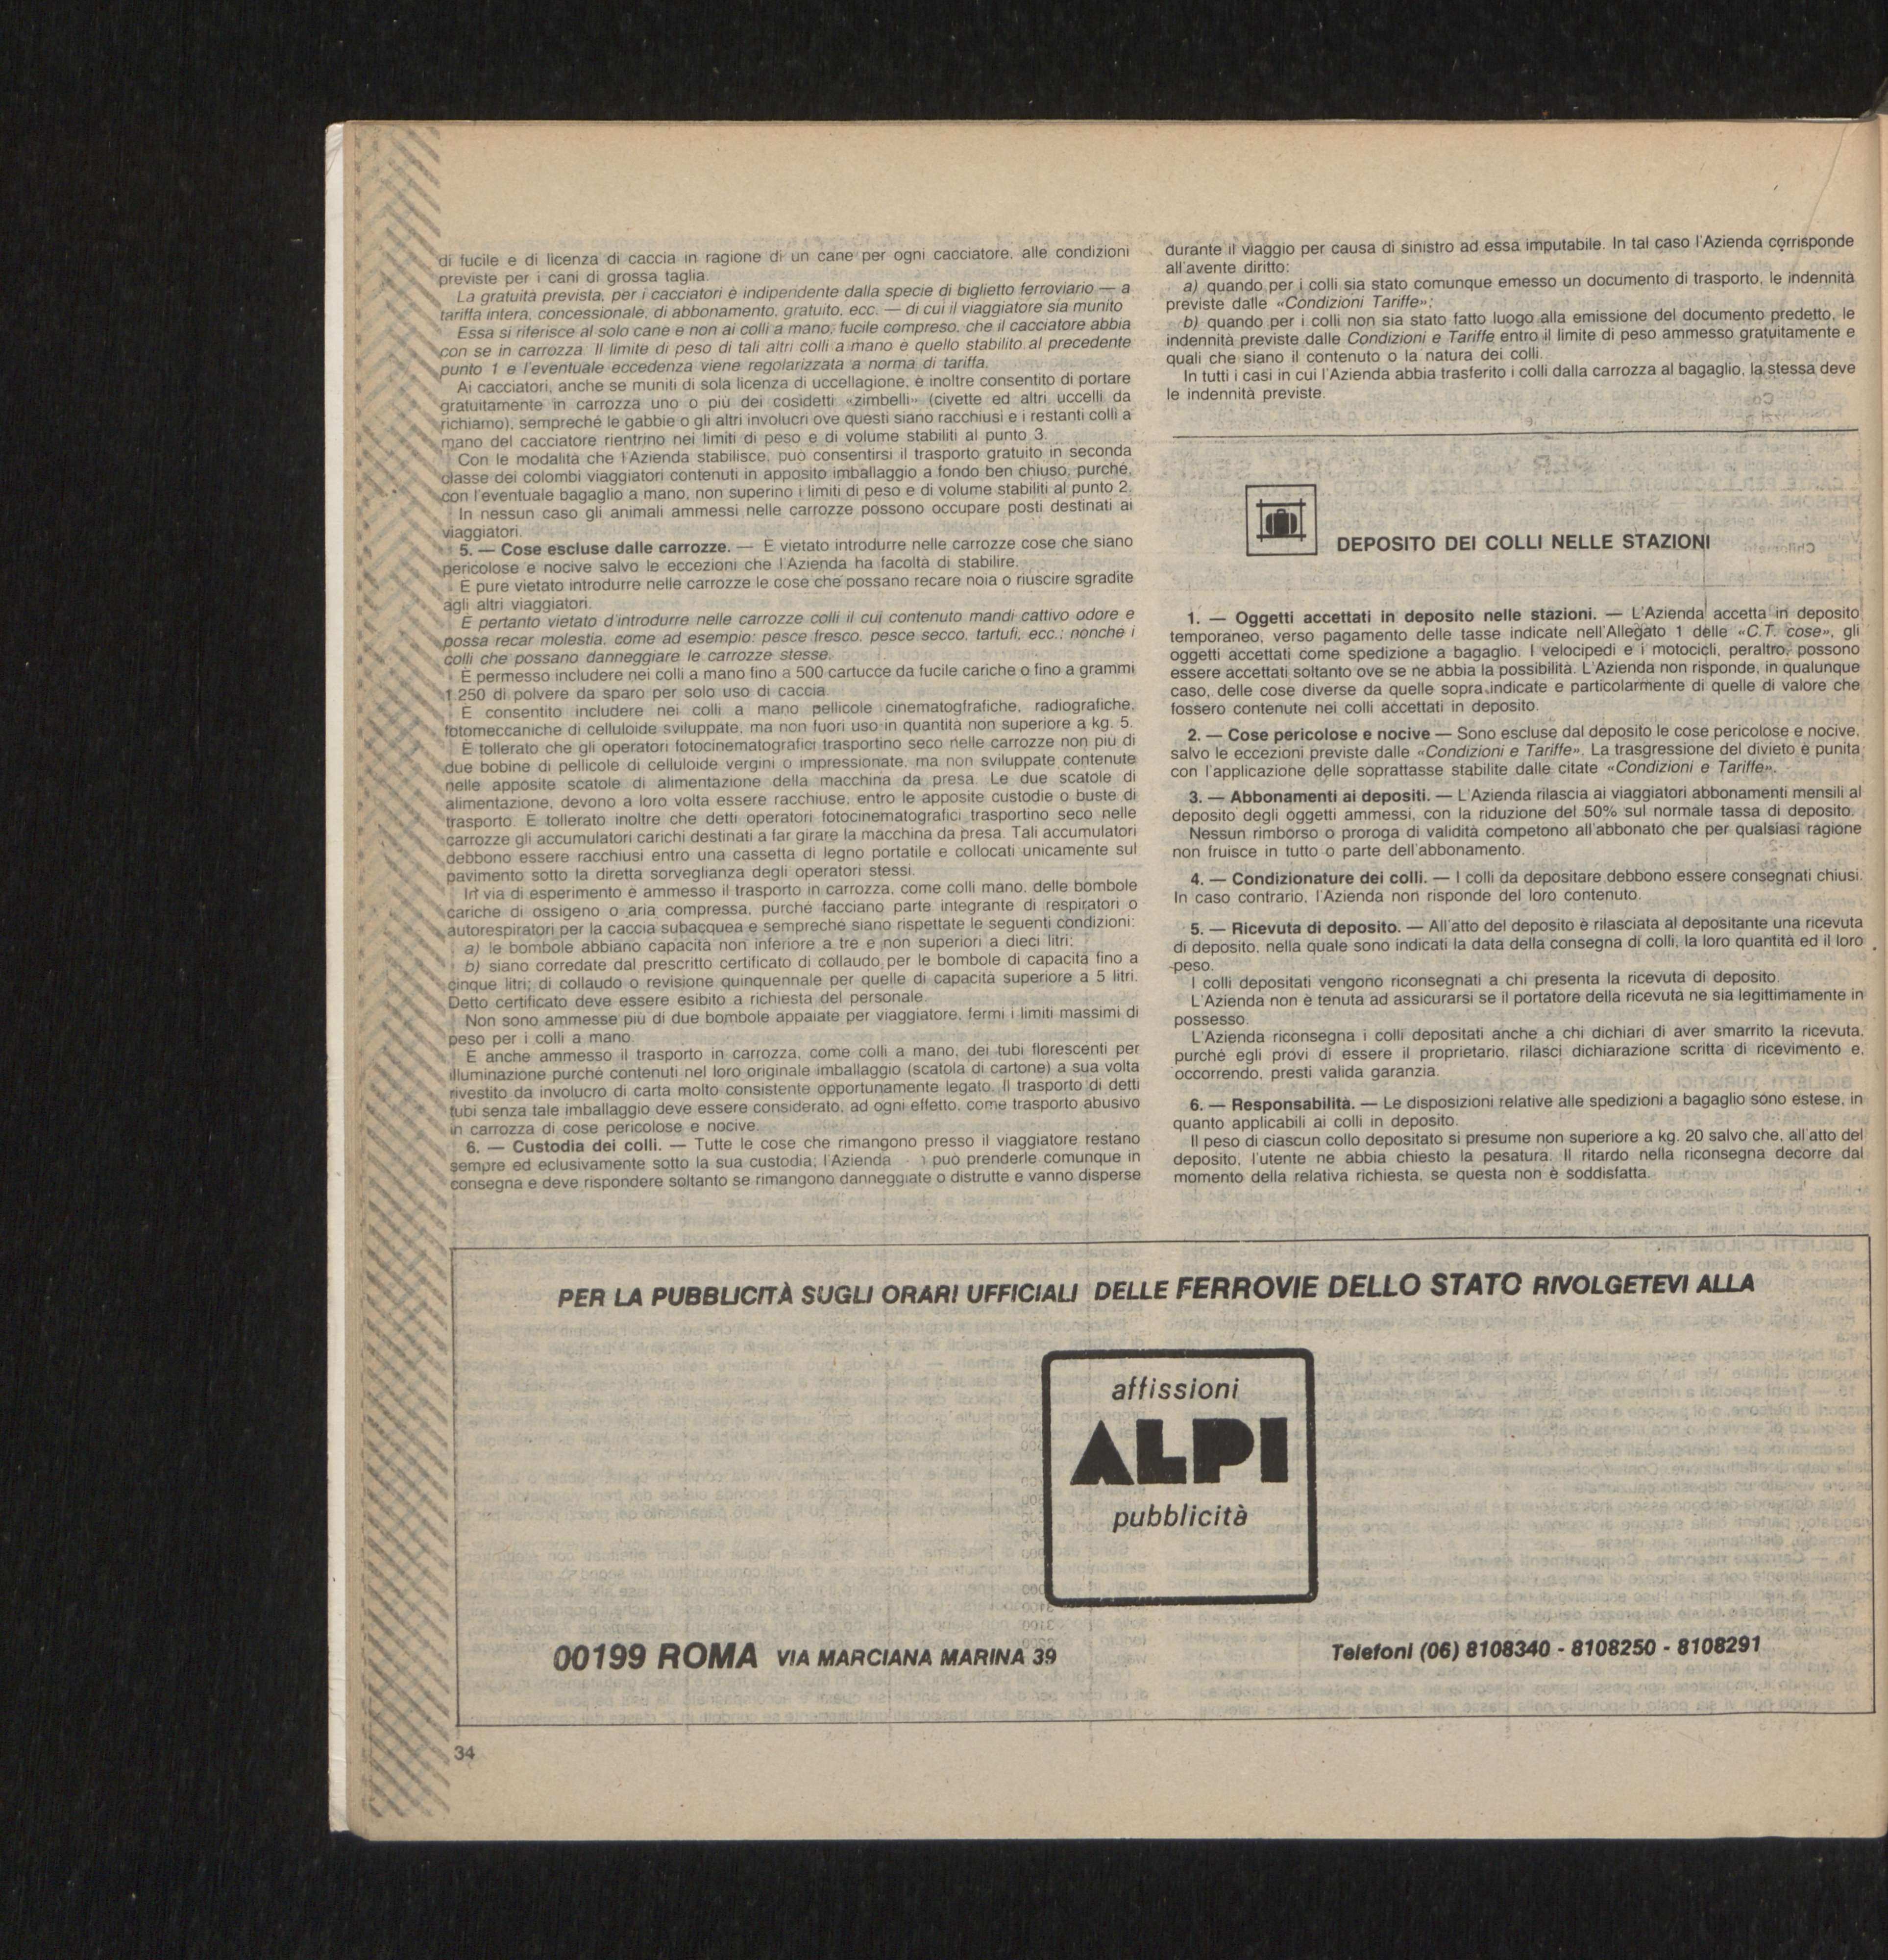 di fucile e di licenza di caccia in ragione di un cane per ogni cacciatore, alle condizioni
previste per i cani di grossa taglia.
La gratuità prevista, per i cacciatori è indipendente dalla specie di biglietto ferroviario — a
tariffa intera, concessionale, di abbonamento, gratuito, ecc. — di cui il viaggiatore sia munito
Essa si riferisce al solo cane e non ai colli a mano, fucile compreso, che il cacciatore abbia
con se in carrozza. Il limite di peso di tali altri colli a mano è quello stabilito al precedente
punto 1 e l'eventuale eccedenza viene regolarizzata a norma di tariffa.
Ai cacciatori, anche se muniti di sola licenza di uccellagione, è inoltre consentito di portare
gratuitamente in carrozza uno o più dei cosidetti «zimbelli» (civette ed altri uccelli da
richiamo), sempreché le gabbie o gli altri involucri ove questi siano racchiusi e i restanti colli a
mano del cacciatore rientrino nei limiti di peso e di volume stabiliti al punto 3.
Con le modalità che l'Azienda stabilisce, può consentirsi il trasporto gratuito in seconda
classe dei colombi viaggiatori contenuti in apposito imballaggio a fondo ben chiuso, purché,
con l'eventuale bagaglio a mano, non superino i limiti di peso e di volume stabiliti al punto 2.
In nessun caso gli animali ammessi nelle carrozze possono occupare posti destinati ai
viaggiatori.
5. — Cose escluse dalle carrozze. — È vietato introdurre nelle carrozze cose che siano
pericolose e nocive salvo le eccezioni che l'Azienda ha facoltà di stabilire.
È pure vietato introdurre nelle carrozze le cose che possano recare noia o riuscire sgradite
agli altri viaggiatori.
È pertanto vietato d'introdurre nelle carrozze colli il cui contenuto mandi cattivo odore e
possa recar molestia, come ad esempio: pesce fresco, pesce secco, tartufi, ecc.; nonché i
colli che possano danneggiare le carrozze stesse.
È permesso includere nei colli a mano fino a 500 cartucce da fucile cariche o fino a grammi
1.250 di polvere da sparo per solo uso di caccia.
È consentito includere nei colli a mano pellicole cinematogfrafiche, radiografiche,
fotomeccaniche di celluloide sviluppate, ma non fuori uso in quantità non superiore a kg. 5.
È tollerato che gli operatori fotocinematografici trasportino seco nelle carrozze non più di
due bobine di pellicole di celluloide vergini o impressionate, ma non sviluppate contenute
nelle apposite scatole di alimentazione della macchina da presa. Le due scatole di
alimentazione, devono a loro volta essere racchiuse, entro le apposite custodie o buste di
trasporto. È tollerato inoltre che detti operatori fotocinematografici trasportino seco nelle
carrozze gli accumulatori carichi destinati a far girare la macchina da presa. Tali accumulatori
debbono essere racchiusi entro una cassetta di legno portatile e collocati unicamente sul
pavimento sotto la diretta sorveglianza degli operatori stessi.
In via di esperimento è ammesso il trasporto in carrozza, come colli mano, delle bombole
cariche di ossigeno o aria compressa, purché facciano parte integrante di respiratori o
autorespiratori per la caccia subacquea e sempreché siano rispettate le seguenti condizioni:
a) le bombole abbiano capacità non inferiore a tre e non superiori a dieci litri;
b) siano corredate dal prescritto certificato di collaudo per le bombole di capacità fino a
cinque litri; di collaudo o revisione quinquennale per quelle di capacità superiore a 5 litri.
Detto certificato deve essere esibito a richiesta del personale.
Non sono ammesse più di due bombole appaiate per viaggiatore, fermi i limiti massimi di
peso per i colli a mano.
È anche ammesso il trasporto in carrozza, come colli a mano, dei tubi florescenti per
illuminazione purché contenuti nel loro originale imballaggio (scatola di cartone) a sua volta
rivestito da involucro di carta molto consistente opportunamente legato. Il trasporto di detti
tubi senza tale imballaggio deve essere considerato, ad ogni effetto, come trasporto abusivo
in carrozza di cose pericolose e nocive.
6. — Custodia dei colli. — Tutte le cose che rimangono presso il viaggiatore restano
sempre ed eclusivamente sotto la sua custodia; l'Azienda può prenderle comunque in
consegna e deve rispondere soltanto se rimangono danneggiate o distrutte e vanno disperse
durante il viaggio per causa di sinistro ad essa imputabile. In tal caso l'Azienda corrisponde
all'avente diritto:
a) quando per i colli sia stato comunque emesso un documento di trasporto, le indennità
previste dalle «Condizioni Tariffe»;
b) quando per i colli non sia stato fatto luogo alla emissione del documento predetto, le
indennità previste dalle Condizioni e Tariffe entro il limite di peso ammesso gratuitamente e
quali che siano il contenuto o la natura dei colli.
In tutti i casi in cui l'Azienda abbia trasferito i colli dalla carrozza al bagaglio, la stessa deve
le indennità previste.
DEPOSITO DEI COLLI NELLE STAZIONI
1. — Oggetti accettati in deposito nelle stazioni. — L'Azienda accetta in deposito
temporaneo, verso pagamento delle tasse indicate nell'Allegato 1 delle «C.T. cose», gli
oggetti accettati come spedizione a bagaglio. I velocipedi e i motocicli, peraltro, possono
essere accettati soltanto ove se ne abbia la possibilità. L'Azienda non risponde, in qualunque
caso, delle cose diverse da quelle sopra indicate e particolarmente di quelle di valore che
fossero contenute nei colli accettati in deposito.
2. — Cose pericolose e nocive — Sono escluse dal deposito le cose pericolose e nocive,
salvo le eccezioni previste dalle «Condizioni e Tariffe». La trasgressione del divieto è punita
con l'applicazione delle soprattasse stabilite dalle citate «Condizioni e Tariffe».
3. — Abbonamenti ai depositi. — L'Azienda rilascia ai viaggiatori abbonamenti mensili al
deposito degli oggetti ammessi, con la riduzione del 50% sul normale tassa di deposito.
Nessun rimborso o proroga di validità competono all'abbonato che per qualsiasi ragione
non fruisce in tutto o parte dell'abbonamento.
4. — Condizionature dei colli. — I colli da depositare debbono essere consegnati chiusi.
In caso contrario, l'Azienda non risponde del loro contenuto.
5. — Ricevuta di deposito. — All'atto del deposito è rilasciata al depositante una ricevuta
di deposito, nella quale sono indicati la data della consegna di colli, la loro quantità ed il loro
peso.
I colli depositati vengono riconsegnati a chi presenta la ricevuta di deposito.
L'Azienda non è tenuta ad assicurarsi se il portatore della ricevuta ne sia legittimamente in
possesso.
L'Azienda riconsegna i colli depositati anche a chi dichiari di aver smarrito la ricevuta,
purché egli provi di essere il proprietario, rilasci dichiarazione scritta di ricevimento e,
occorrendo, presti valida garanzia.
6. — Responsabilità. — Le disposizioni relative alle spedizioni a bagaglio sono estese, in
quanto applicabili ai colli in deposito.
Il peso di ciascun collo depositato si presume non superiore a kg. 20 salvo che, all'atto del
deposito, l'utente ne abbia chiesto la pesatura. Il ritardo nella riconsegna decorre dal
momento della relativa richiesta, se questa non è soddisfatta.
PER LA PUBBLICITÀ SUGLI ORARI UFFICIALI DELLE FERROVIE DELLO STATO RIVOLGETEVI ALLA
affissioni
ALPI
pubblicità
00199 ROMA VIA MARCIANA MARINA 39
Telefoni (06) 8108340 - 8108250 - 8108291
34